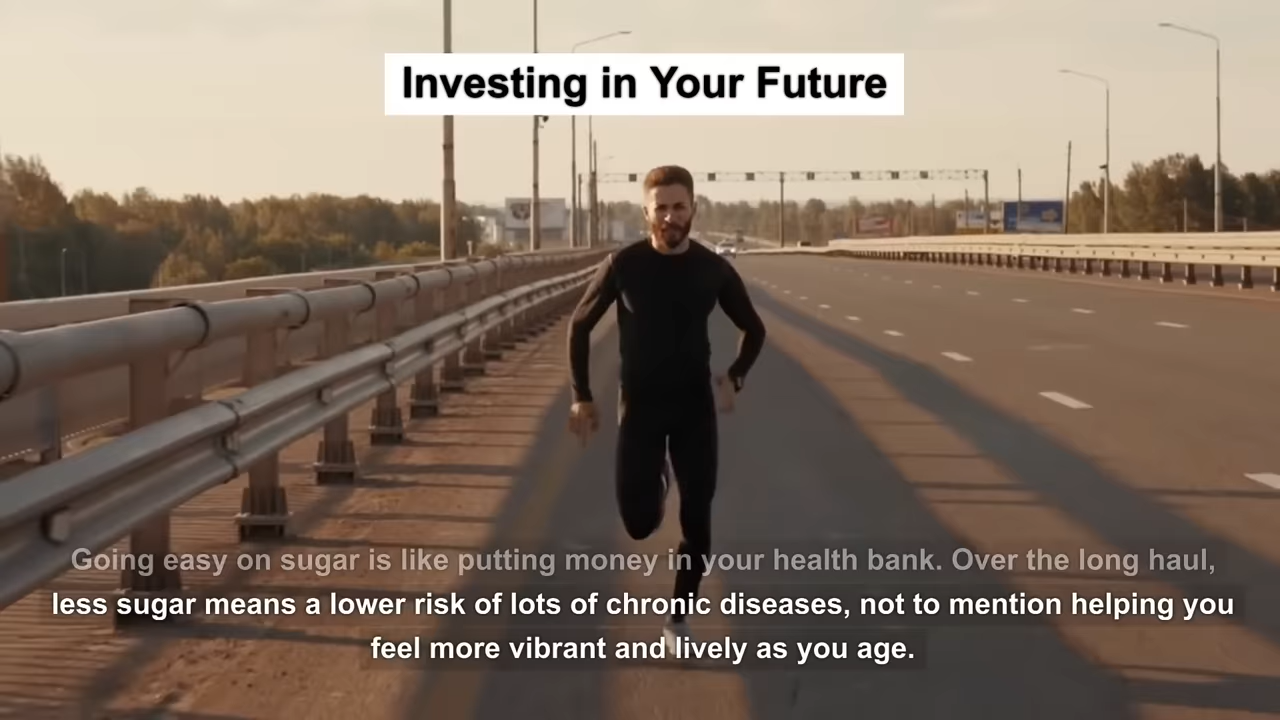 Investing in Your Future
Going easy on sugar is like putting money in your health bank. Over the long haul,
less sugar means a lower risk of lots of chronic diseases, not to mention helping you
feel more vibrant and lively as you age.